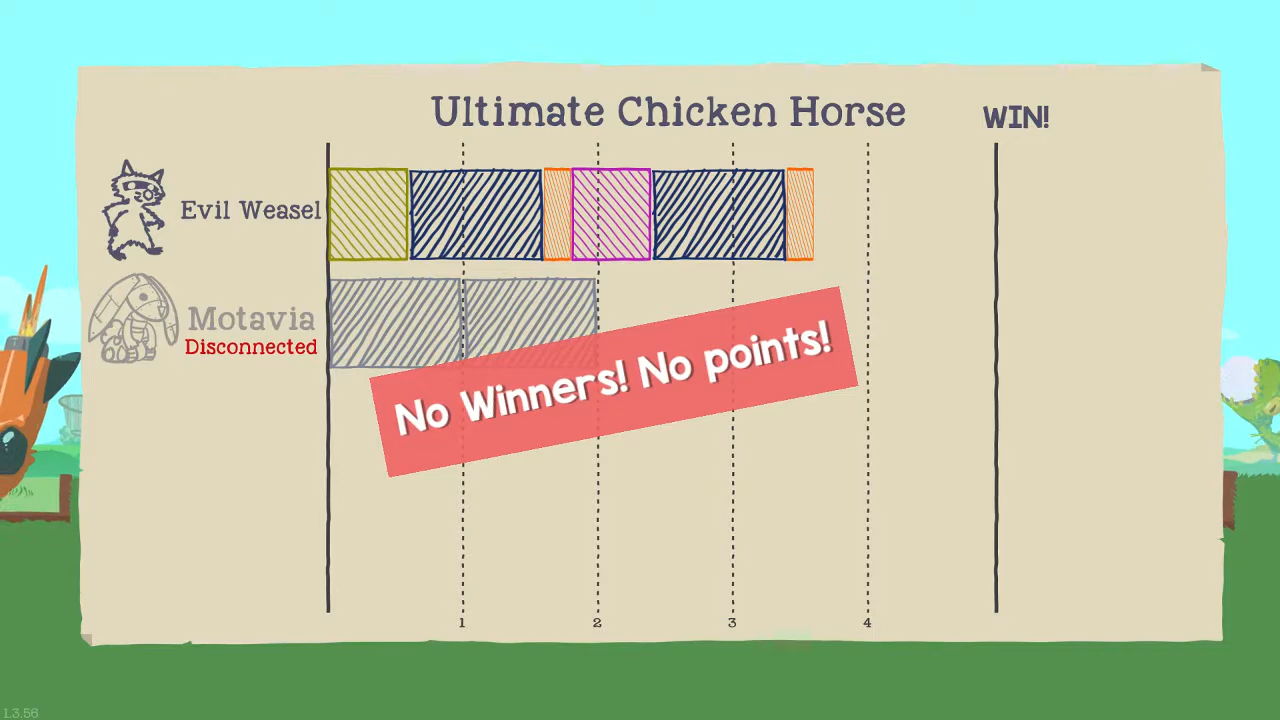 Ultimate Chicken Horse
WIN!
Evil Weasel
Motavia
Disconnected
No Winners! No points!
1 2 3 4
1.3.56